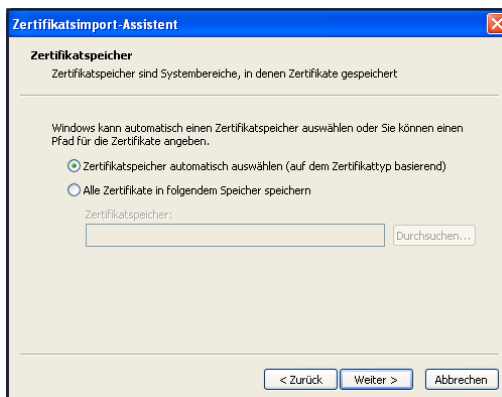 Zertifikatsimport-Assistent
Zertifikatspeicher
Zertifikatspeicher sind Systembereiche, in denen Zertifikate gespeichert
Windows kann automatisch einen Zertifikatspeicher auswählen oder Sie können einen
Pfad für die Zertifikate angeben.
Zertifikatspeicher automatisch auswählen (auf dem Zertifikattyp basierend)
Alle Zertifikate in folgendem Speicher speichern
Zertifikatspeicher:
Durchsuchen...
< Zurück Weiter > Abbrechen